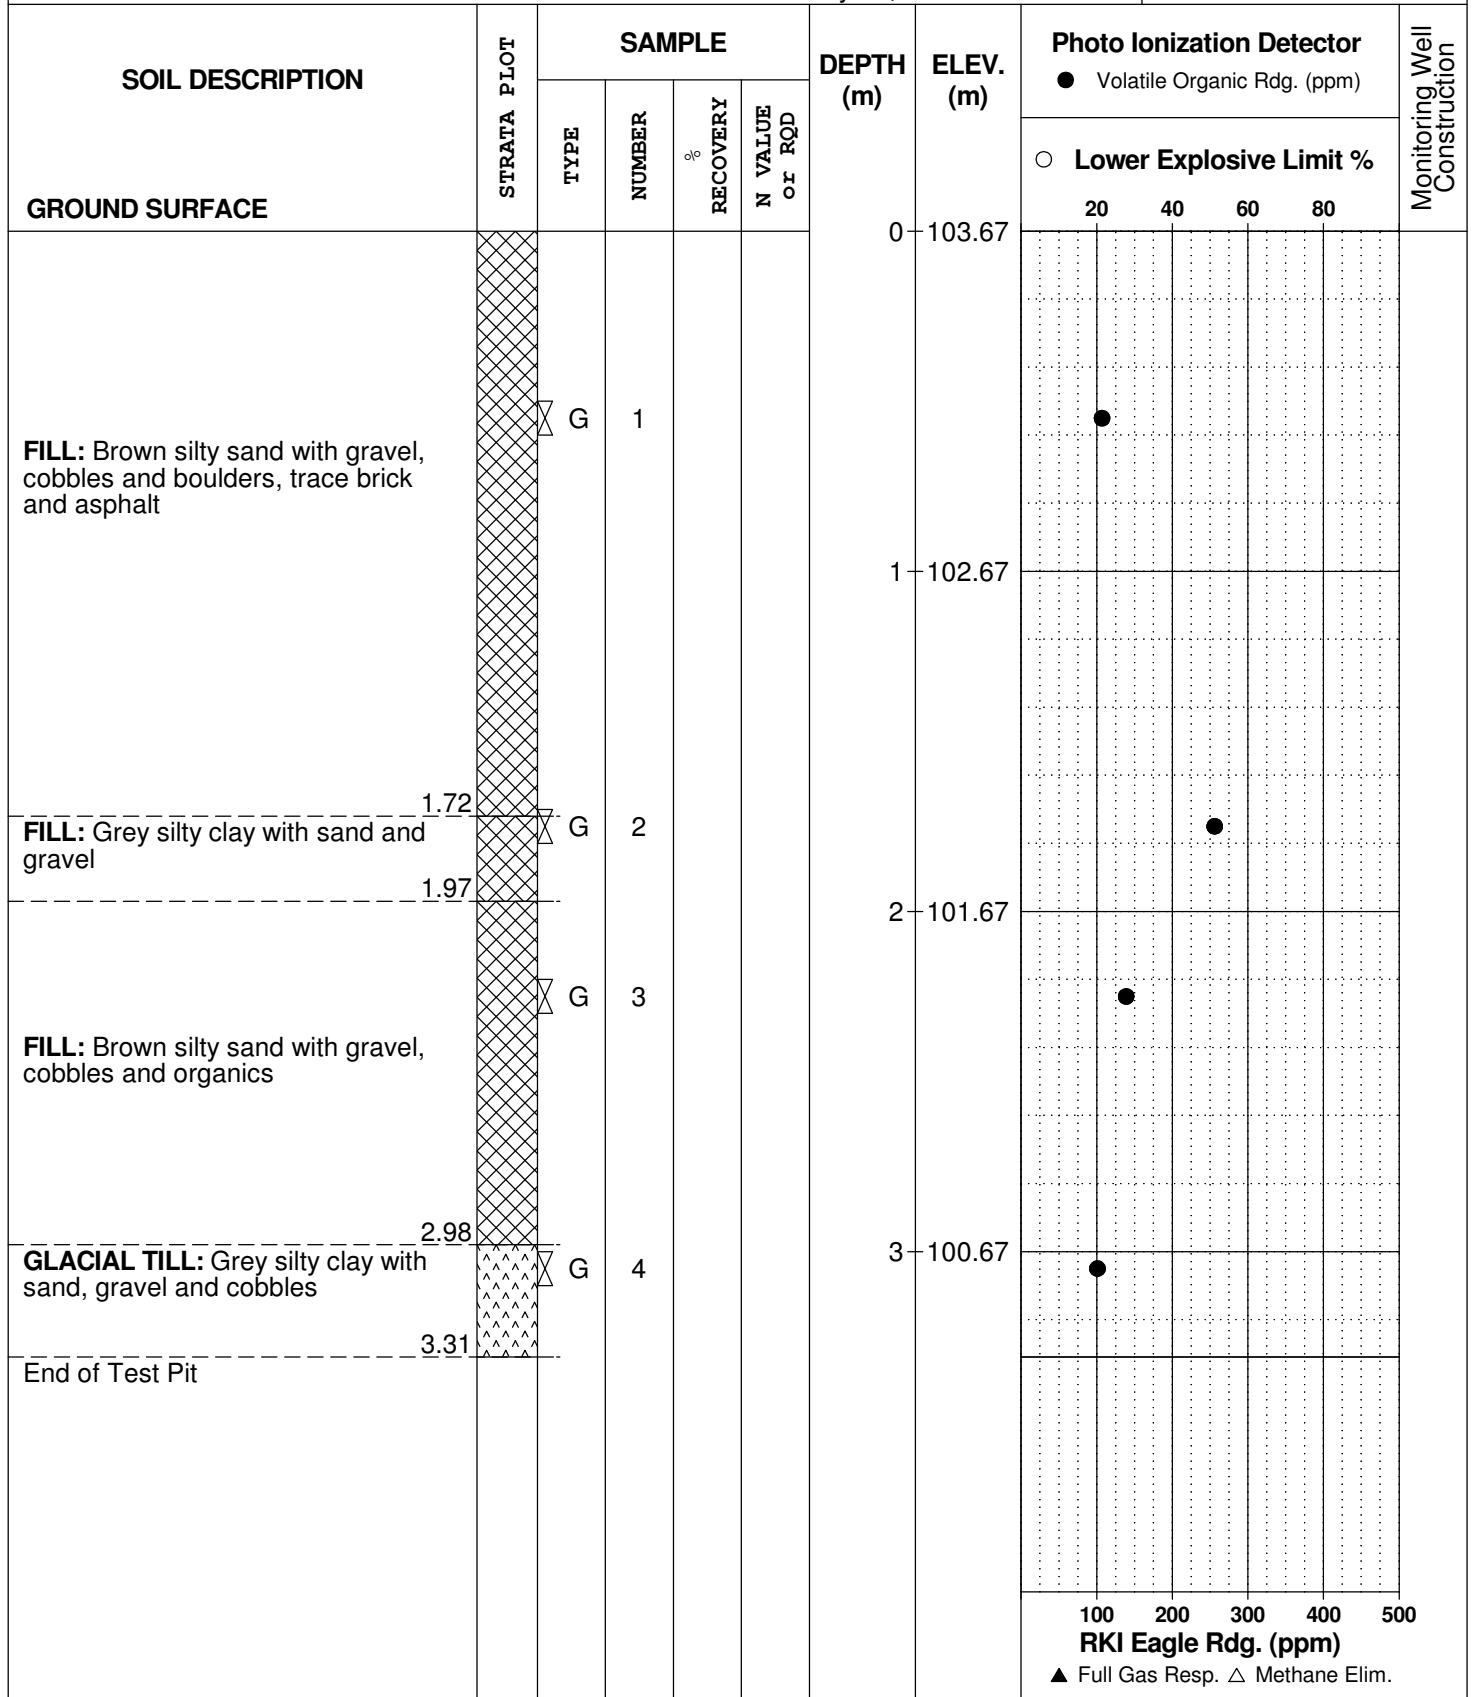 SOIL DESCRIPTION
GROUND SURFACE
STRATA PLOT
SAMPLE
TYPE
NUMBER
%
RECOVERY
N VALUE
or RQD
DEPTH
(m)
ELEV.
(m)
Photo Ionization Detector
● Volatile Organic Rdg. (ppm)
○ Lower Explosive Limit %
20 40 60 80
Monitoring Well
Construction
0 103.67
G 1
FILL: Brown silty sand with gravel,
cobbles and boulders, trace brick
and asphalt
1 102.67
1.72
FILL: Grey silty clay with sand and
gravel
G 2
1.97
2 101.67
G 3
FILL: Brown silty sand with gravel,
cobbles and organics
2.98
3 100.67
GLACIAL TILL: Grey silty clay with
sand, gravel and cobbles
G 4
3.31
End of Test Pit
100 200 300 400 500
RKI Eagle Rdg. (ppm)
▲ Full Gas Resp. △ Methane Elim.